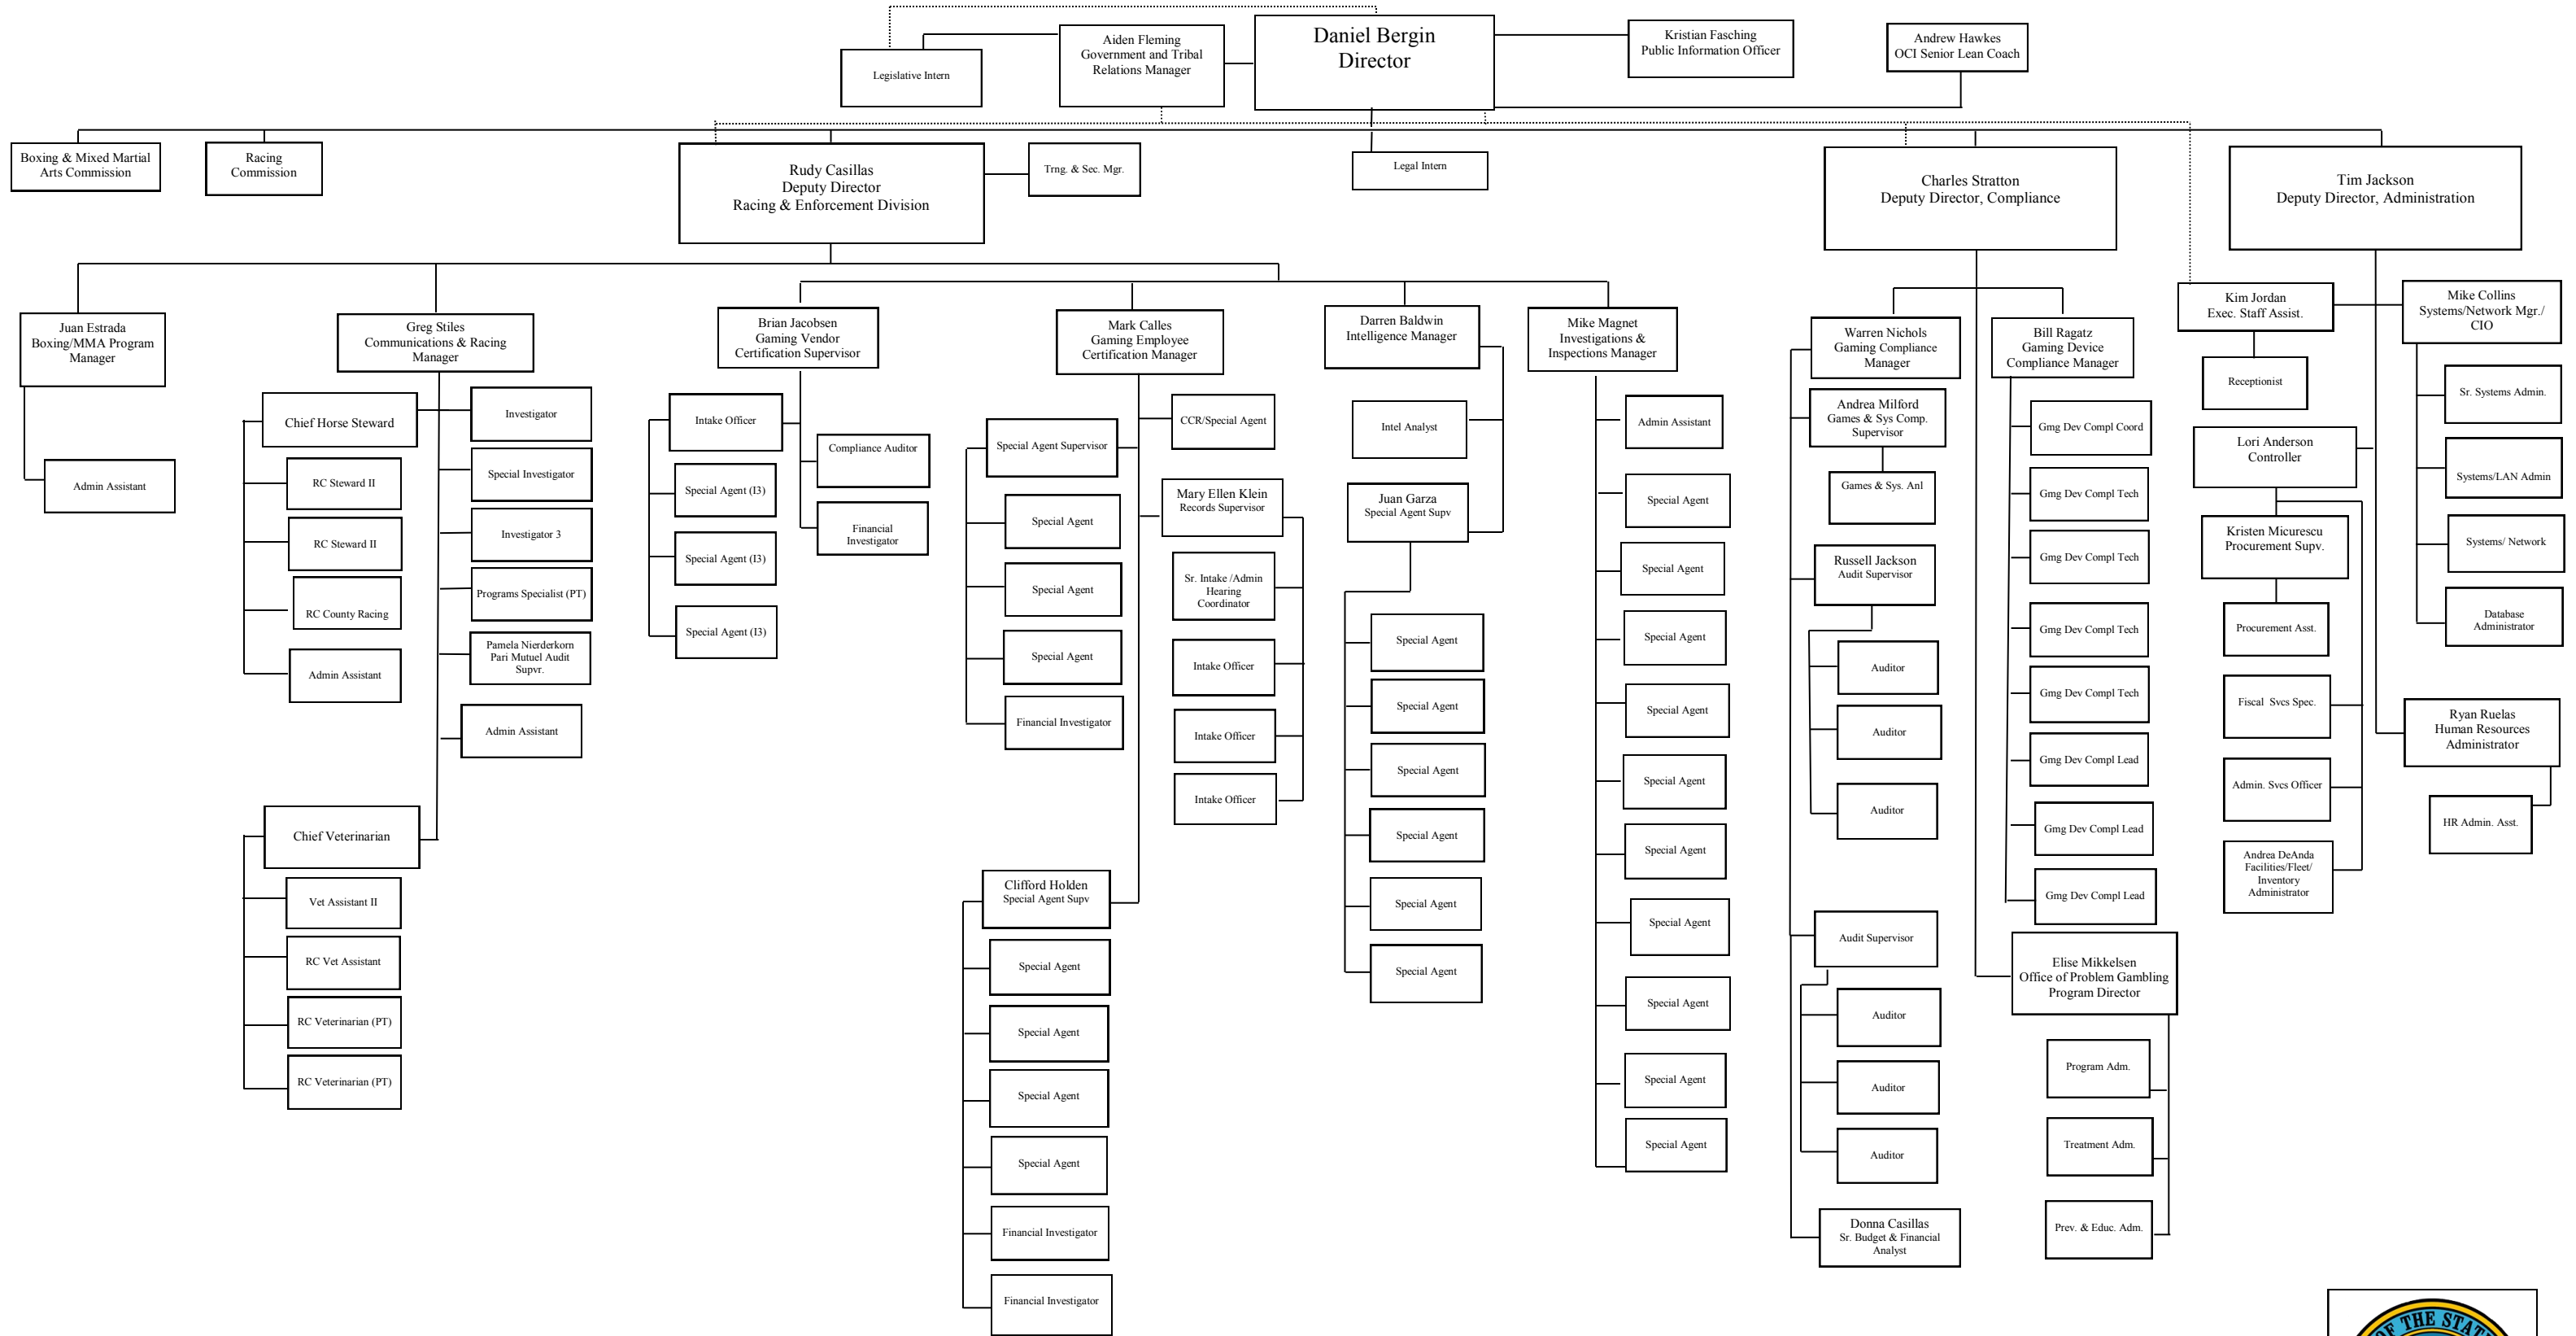 Daniel Bergin
Director
Aiden Fleming
Government and Tribal
Relations Manager
Legislative Intern
Kristian Fasching
Public Information Officer
Andrew Hawkes
OCI Senior Lean Coach
Boxing & Mixed Martial
Arts Commission
Racing
Commission
Rudy Casillas
Deputy Director
Racing & Enforcement Division
Trng. & Sec. Mgr.
Legal Intern
Charles Stratton
Deputy Director, Compliance
Tim Jackson
Deputy Director, Administration
Juan Estrada
Boxing/MMA Program
Manager
Admin Assistant
Greg Stiles
Communications & Racing
Manager
Chief Horse Steward
RC Steward II
RC Steward II
RC County Racing
Admin Assistant
Investigator
Special Investigator
Investigator 3
Programs Specialist (PT)
Pamela Nierderkorn
Pari Mutuel Audit
Supvr.
Admin Assistant
Chief Veterinarian
Vet Assistant II
RC Vet Assistant
RC Veterinarian (PT)
RC Veterinarian (PT)
Brian Jacobsen
Gaming Vendor
Certification Supervisor
Intake Officer
Special Agent (I3)
Special Agent (I3)
Special Agent (I3)
Compliance Auditor
Financial
Investigator
Mark Calles
Gaming Employee
Certification Manager
Special Agent Supervisor
Special Agent
Special Agent
Special Agent
Financial Investigator
CCR/Special Agent
Mary Ellen Klein
Records Supervisor
Sr. Intake /Admin
Hearing
Coordinator
Intake Officer
Intake Officer
Intake Officer
Clifford Holden
Special Agent Supv
Special Agent
Special Agent
Special Agent
Special Agent
Financial Investigator
Financial Investigator
Darren Baldwin
Intelligence Manager
Intel Analyst
Juan Garza
Special Agent Supv
Special Agent
Special Agent
Special Agent
Special Agent
Special Agent
Special Agent
Mike Magnet
Investigations &
Inspections Manager
Admin Assistant
Special Agent
Special Agent
Special Agent
Special Agent
Special Agent
Special Agent
Special Agent
Special Agent
Special Agent
Special Agent
Warren Nichols
Gaming Compliance
Manager
Andrea Milford
Games & Sys Comp.
Supervisor
Games & Sys. Anl
Russell Jackson
Audit Supervisor
Auditor
Auditor
Auditor
Audit Supervisor
Auditor
Auditor
Auditor
Donna Casillas
Sr. Budget & Financial
Analyst
Bill Ragatz
Gaming Device
Compliance Manager
Gmg Dev Compl Coord
Gmg Dev Compl Tech
Gmg Dev Compl Tech
Gmg Dev Compl Tech
Gmg Dev Compl Tech
Gmg Dev Compl Lead
Gmg Dev Compl Lead
Gmg Dev Compl Lead
Elise Mikkelsen
Office of Problem Gambling
Program Director
Program Adm.
Treatment Adm.
Prev. & Educ. Adm.
Kim Jordan
Exec. Staff Assist.
Receptionist
Lori Anderson
Controller
Kristen Micurescu
Procurement Supv.
Procurement Asst.
Fiscal Svcs Spec.
Admin. Svcs Officer
Andrea DeAnda
Facilities/Fleet/
Inventory
Administrator
Mike Collins
Systems/Network Mgr./
CIO
Sr. Systems Admin.
Systems/LAN Admin
Systems/ Network
Database
Administrator
Ryan Ruelas
Human Resources
Administrator
HR Admin. Asst.
OF THE STAT